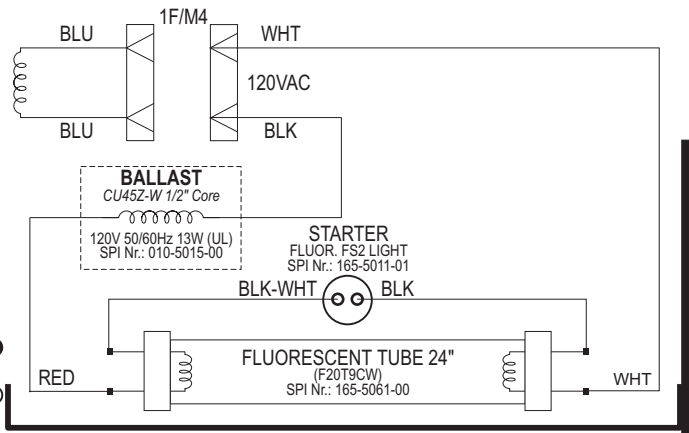 1F/M4
BLU
WHT
120VAC
BLU
BLK
BALLAST
CU45Z-W 1/2" Core
120V 50/60Hz 13W (UL)
SPI Nr.: 010-5015-00
STARTER
FLUOR. FS2 LIGHT
SPI Nr.: 165-5011-01
BLK-WHT
BLK
FLUORESCENT TUBE 24"
(F20T9CW)
SPI Nr.: 165-5061-00
RED
WHT